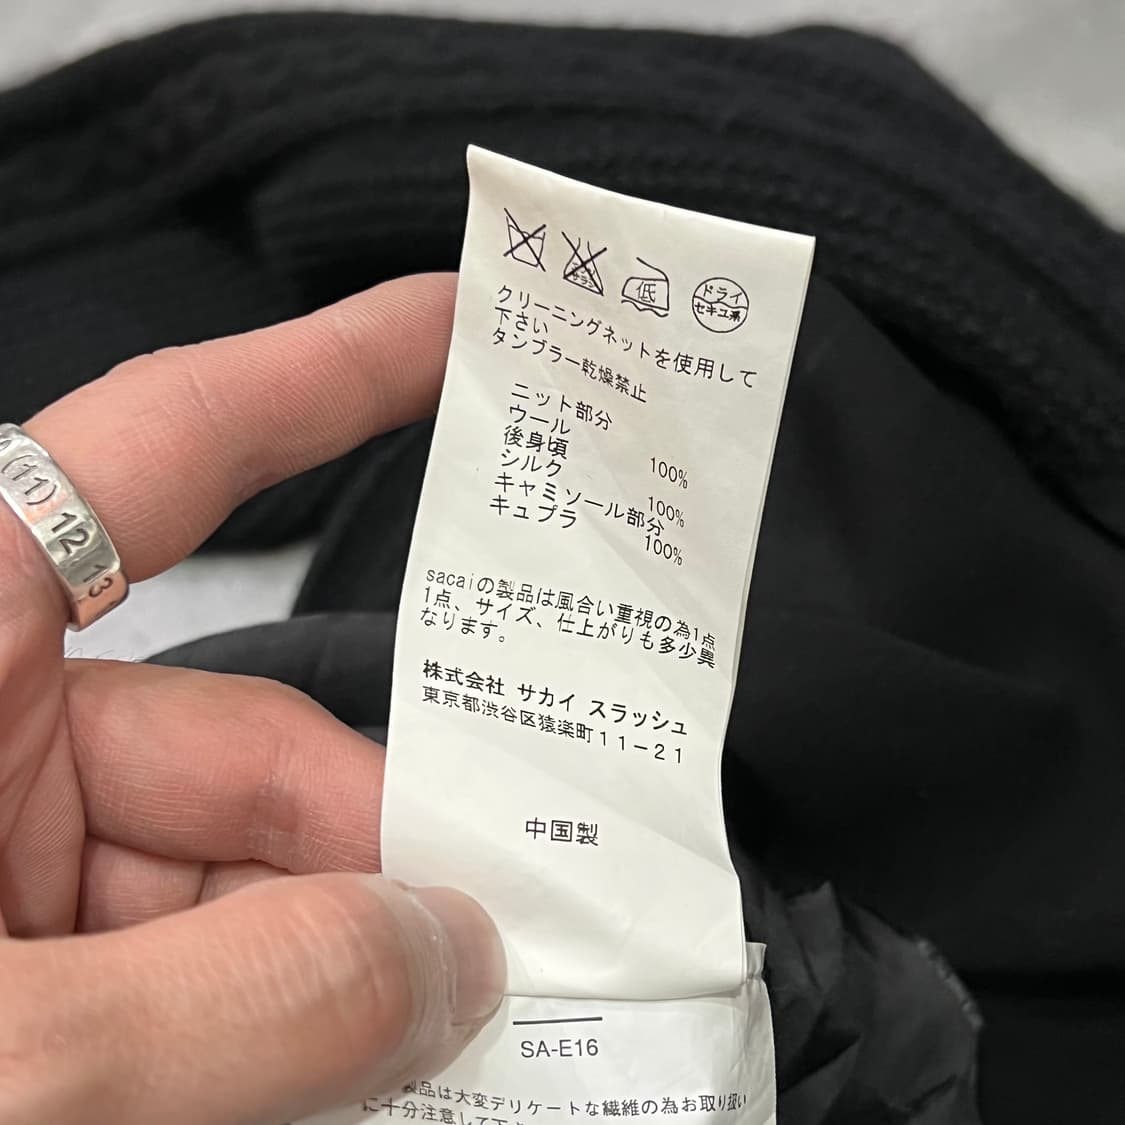 ドライ
エンソ
サラシ
低
セキユ系
クリーニングネットを使用して
下さい
タンブラー乾燥禁止
ニット部分
ウール 100%
後身頃
シルク 100%
キャミソール部分
キュプラ 100%
sacaiの製品は風合い重視の為1点
1点、サイズ、仕上がりも多少異
なります。
株式会社 サカイ スラッシュ
東京都渋谷区猿楽町11-21
中国製
SA-E16
製品は大変デリケートな繊維の為お取り扱い
に十分注意して下
(11) 12 13